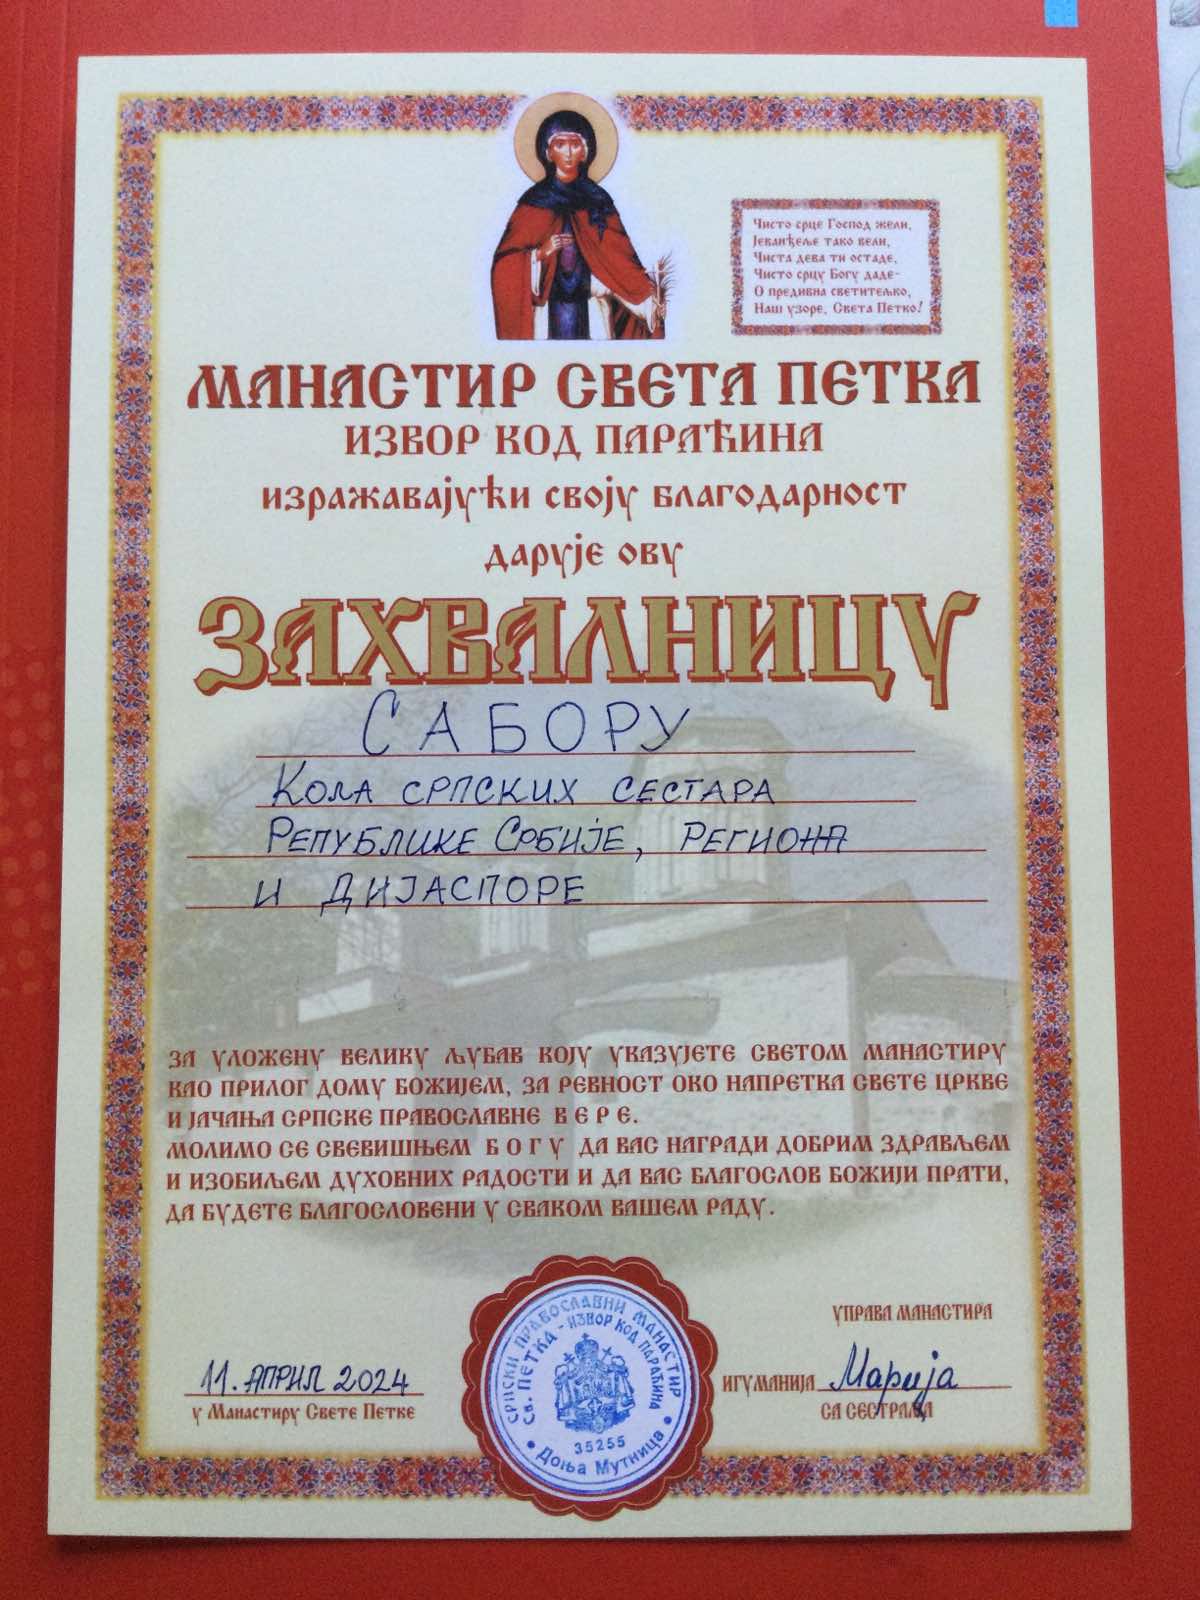 Чисто срце Господ жели,
Јеванђеље тако вели,
Чиста дева ти остаде,
Чисто срцу Богу даде-
О предивна светитељко,
Наш узоре, Света Петко!
МАНАСТИР СВЕТА ПЕТКА
ИЗВОР КОД ПАРАЋИНА
изражавајући своју благодарност
дарује ову
ЗАХВАЛНИЦУ
САБОРУ
КОЛА СРПСКИХ СЕСТАРА
РЕПУБЛИКЕ СРБИЈЕ, РЕГИОНА
И ДИЈАСПОРЕ
ЗА УЛОЖЕНУ ВЕЛИКУ ЉУБАВ КОЈУ УКАЗУЈЕТЕ СВЕТОМ МАНАСТИРУ
КАО ПРИЛОГ ДОМУ БОЖИЈЕМ, ЗА РЕВНОСТ ОКО НАПРЕТКА СВЕТЕ ЦРКВЕ
И ЈАЧАЊА СРПСКЕ ПРАВОСЛАВНЕ В Е Р Е.
МОЛИМО СЕ СВЕВИШЊЕМ Б О Г У ДА ВАС НАГРАДИ ДОБРИМ ЗДРАВЉЕМ
И ИЗОБИЉЕМ ДУХОВНИХ РАДОСТИ И ДА ВАС БЛАГОСЛОВ БОЖИЈИ ПРАТИ,
ДА БУДЕТЕ БЛАГОСЛОВЕНИ У СВАКОМ ВАШЕМ РАДУ.
УПРАВА МАНАСТИРА
11. АПРИЛ 2024
у Манастиру Свете Петке
СРПСКИ ПРАВОСЛАВНИ МАНАСТИР
СВ. ПЕТКА - ИЗВОР КОД ПАРАЋИНА
35255
• Доња Мутница •
ИГУМАНИЈА Марија
СА СЕСТРАМА